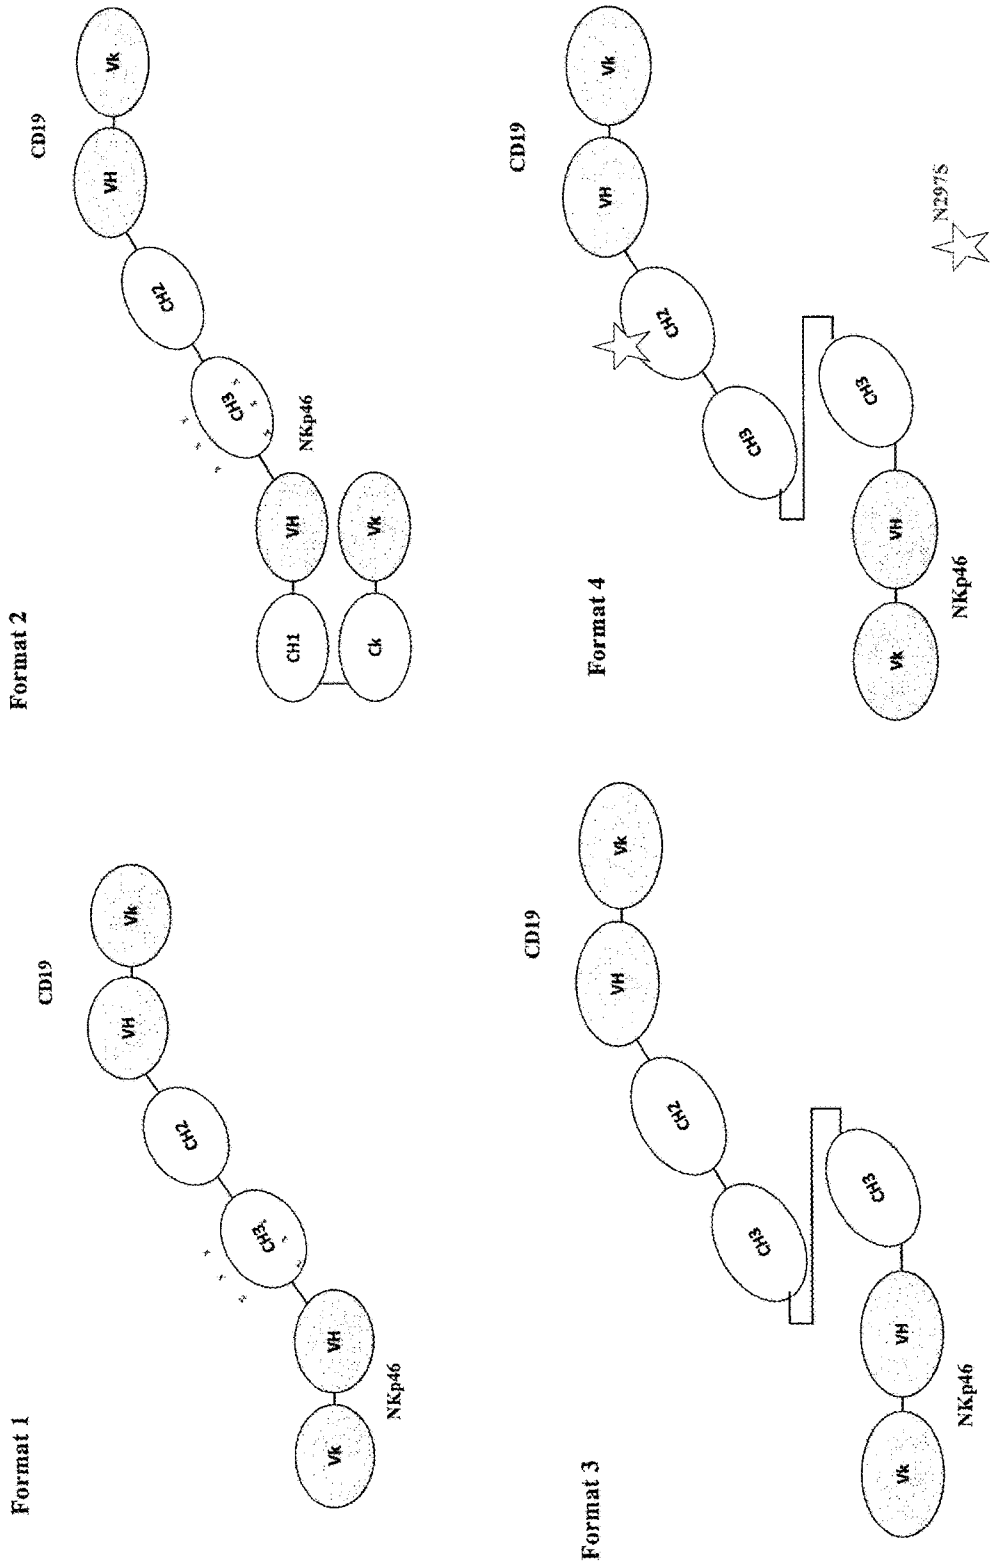 Format 1
CD19
Vk
VH
CH2
CH3
VH
Vk
NKp46
Format 2
CD19
Vk
VH
CH2
CH3
NKp46
VH
Vk
CH1
Ck
Format 3
CD19
Vk
VH
CH2
CH3
CH3
VH
Vk
NKp46
Format 4
CD19
Vk
VH
CH2
CH3
CH3
VH
Vk
NKp46
N297S